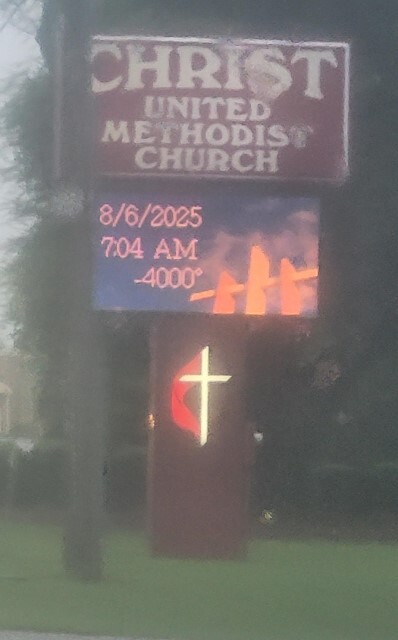 CHRIST
UNITED
METHODIST
CHURCH
8/6/2025
7:04 AM
-4000°